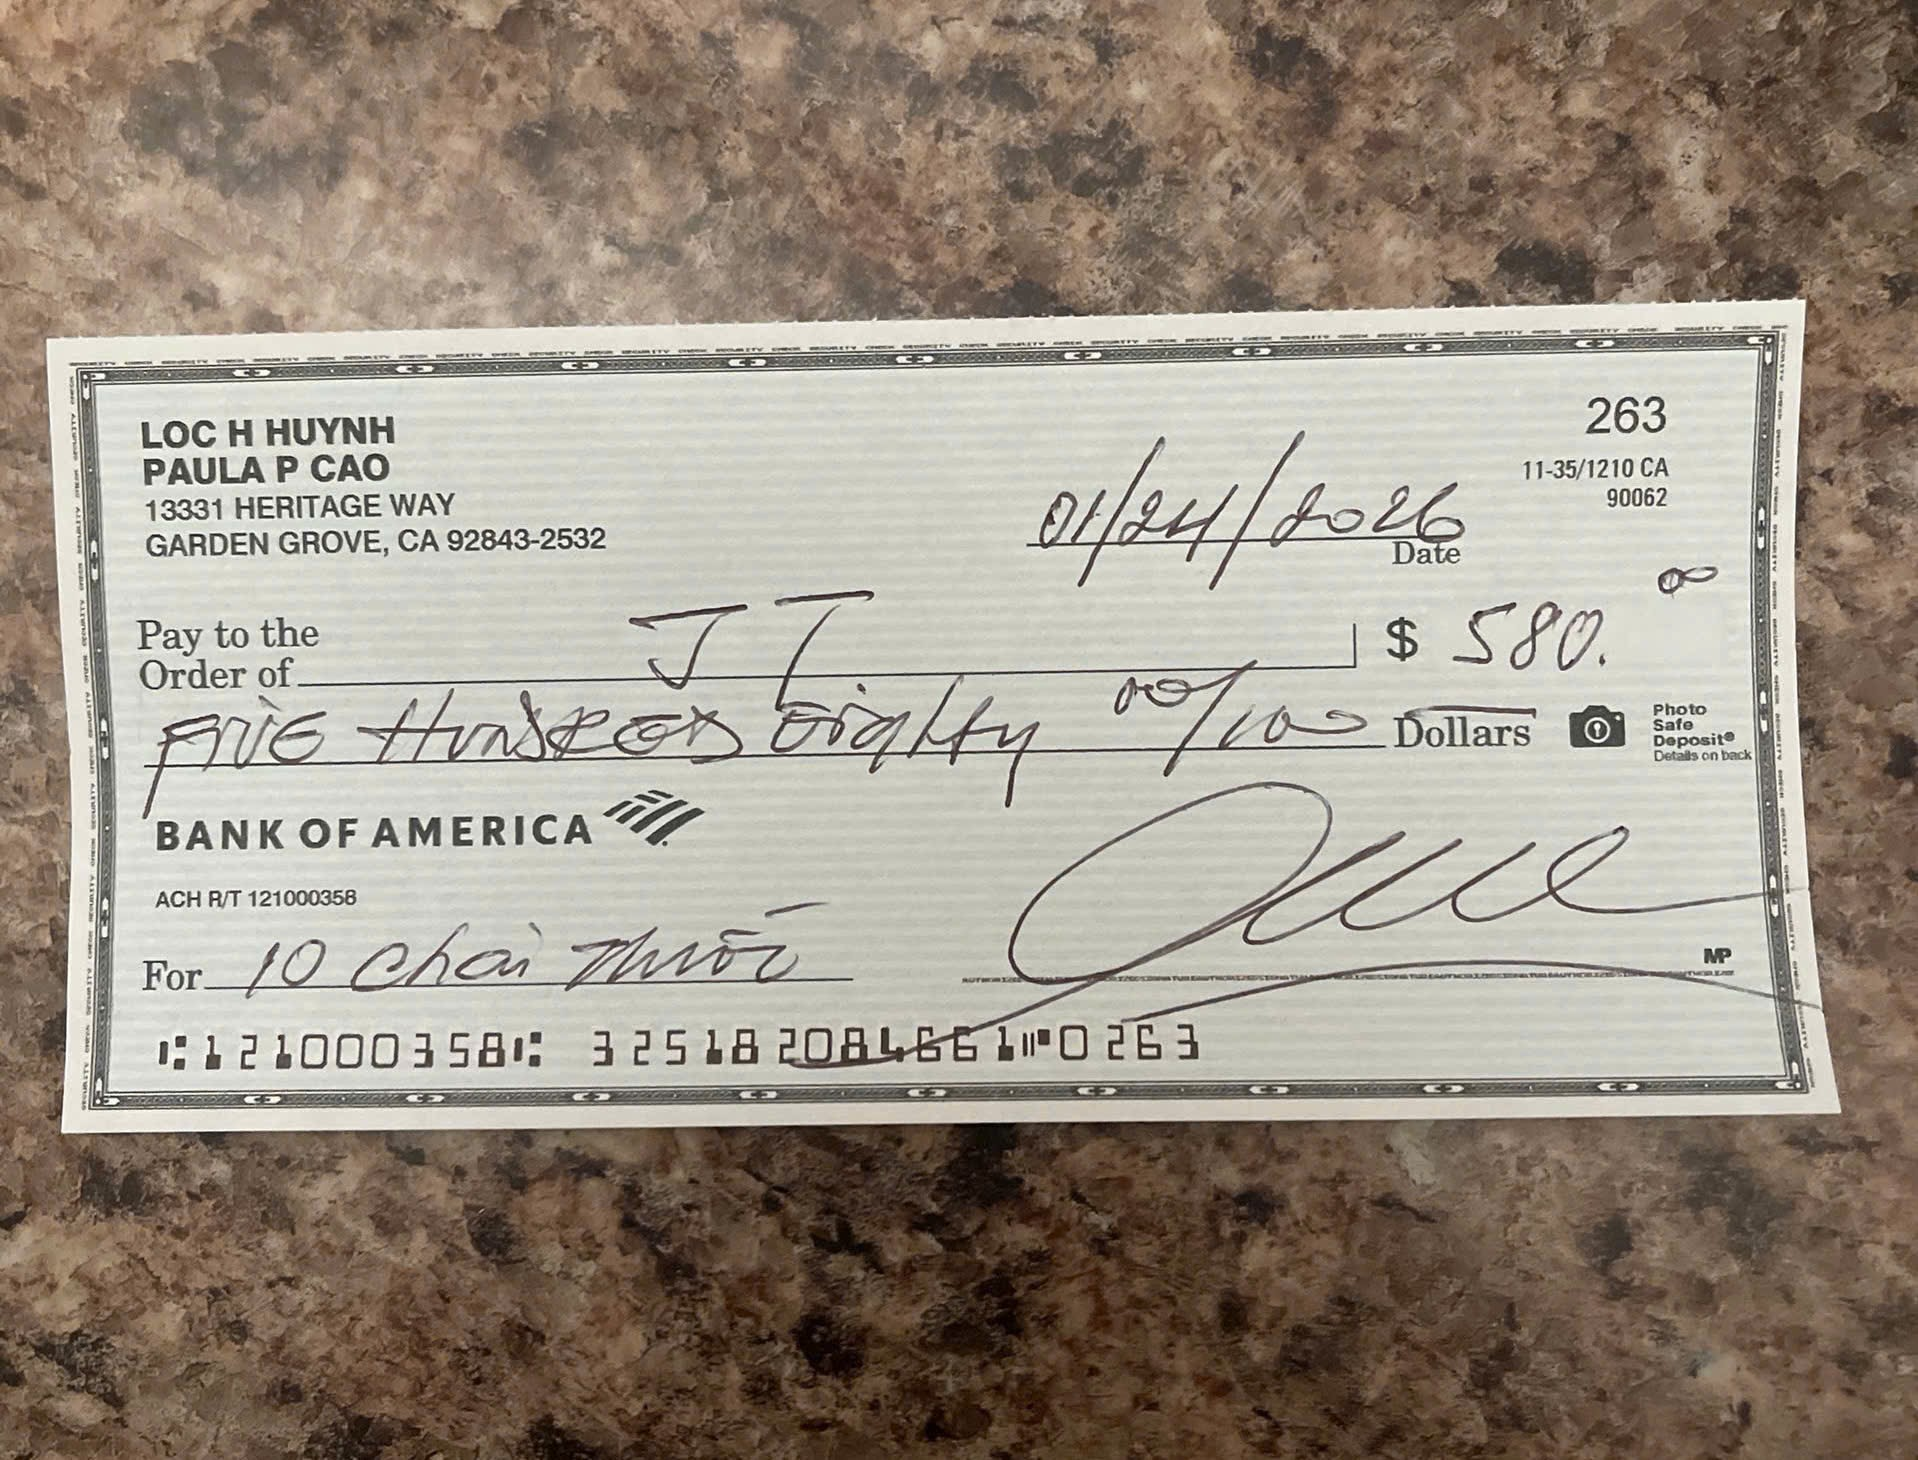 LOC H HUYNH
PAULA P CAO
13331 HERITAGE WAY
GARDEN GROVE, CA 92843-2532
263
11-35/1210 CA
90062
01/24/2026
Date
Pay to the
Order of JT $ 580.00
Five Hundred Eighty 00/100 Dollars
Photo
Safe
Deposit®
Details on back
BANK OF AMERICA
ACH R/T 121000358
For 10 chai Thuốc
MP
⑆121000358⑆ 325182084661⑈0263